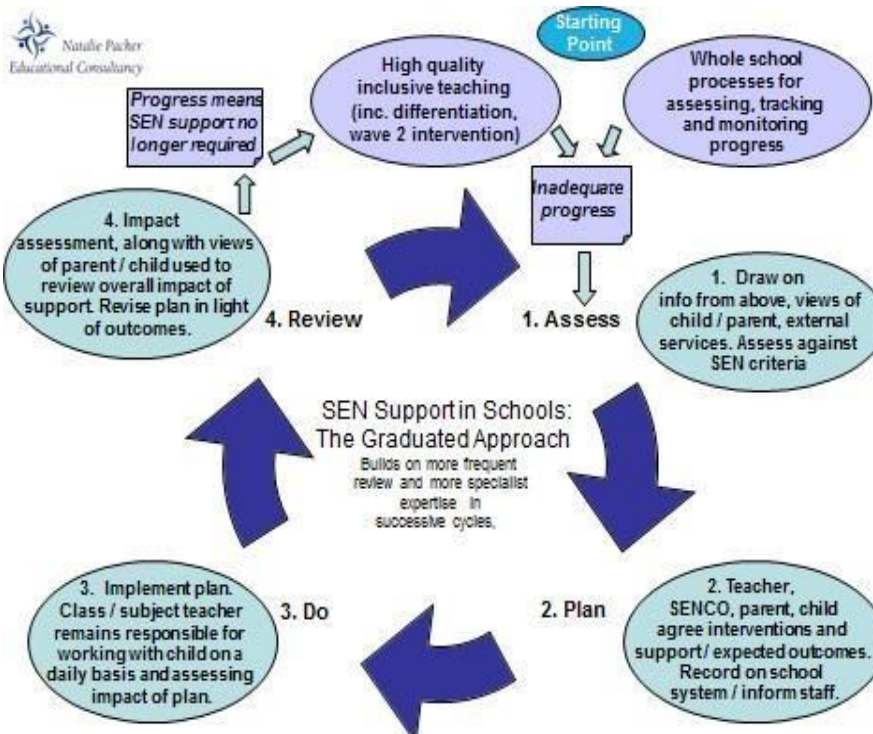 Natalie Packer
Educational Consultancy
Starting
Point
High quality
inclusive teaching
(inc. differentiation,
wave 2 intervention)
Whole school
processes for
assessing, tracking
and monitoring
progress
Progress means
SEN support no
longer required
Inadequate
progress
4. Impact
assessment, along with views
of parent / child used to
review overall impact of
support. Revise plan in light
of outcomes.
4. Review
1. Assess
1. Draw on
info from above, views of
child / parent, external
services. Assess against
SEN criteria
SEN Support in Schools:
The Graduated Approach
Builds on more frequent
review and more specialist
expertise in
successive cycles,
3. Implement plan.
Class / subject teacher
remains responsible for
working with child on a
daily basis and assessing
impact of plan.
3. Do
2. Plan
2. Teacher,
SENCO, parent, child
agree interventions and
support / expected outcomes.
Record on school
system / inform staff.